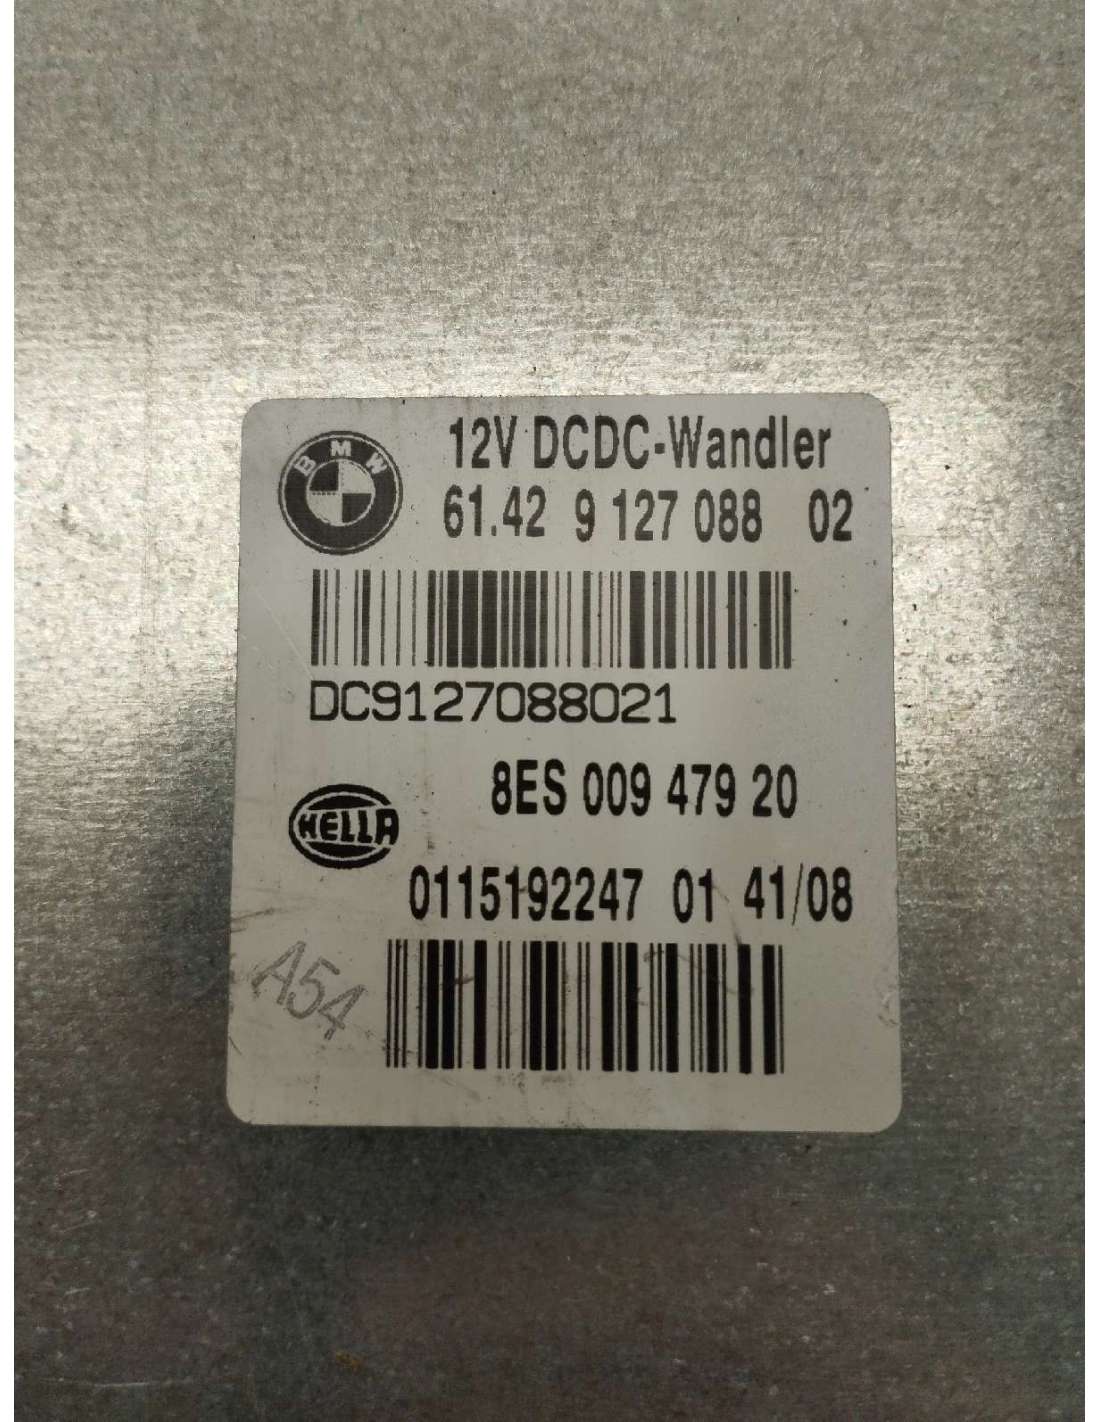 BMW
12V DCDC-Wandler
61.42 9 127 088 02
DC9127088021
8ES 009 479 20
HELLA
0115192247 01 41/08
A54